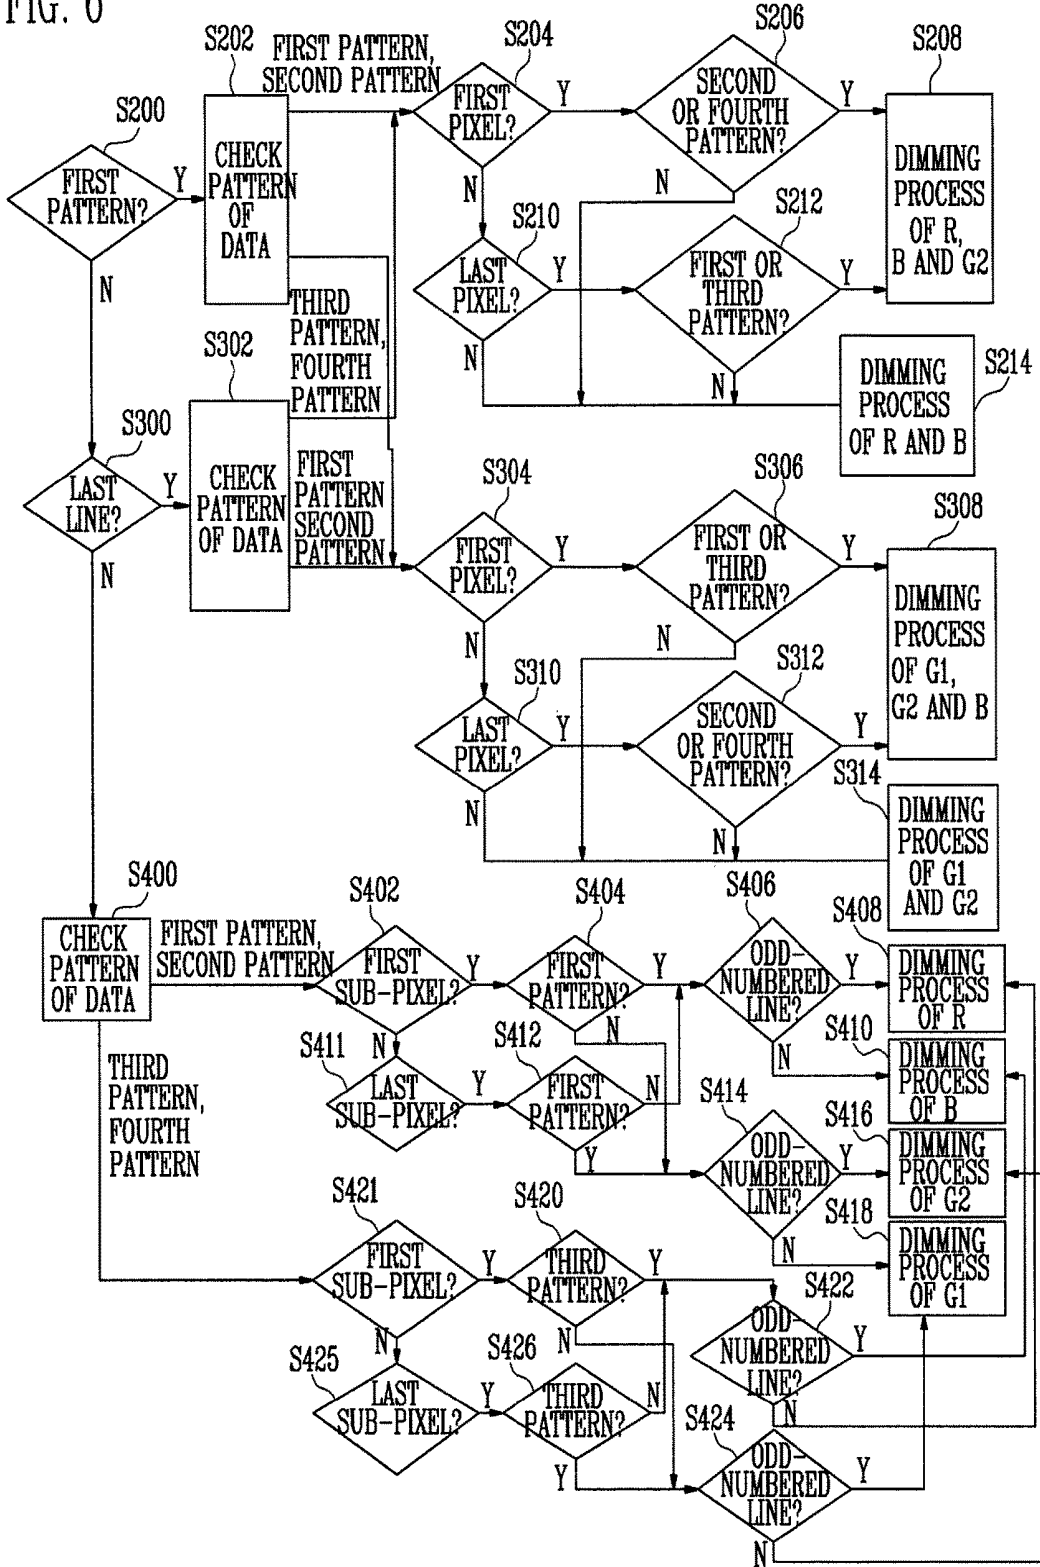 FIG. 6
S200
FIRST
PATTERN?
Y
N
S202
CHECK
PATTERN
OF
DATA
FIRST PATTERN,
SECOND PATTERN
THIRD
PATTERN,
FOURTH
PATTERN
S204
FIRST
PIXEL?
Y
N
S206
SECOND
OR FOURTH
PATTERN?
Y
N
S208
DIMMING
PROCESS
OF R,
B AND G2
S210
LAST
PIXEL?
Y
N
S212
FIRST OR
THIRD
PATTERN?
Y
N
S214
DIMMING
PROCESS
OF R AND B
S300
LAST
LINE?
Y
N
S302
CHECK
PATTERN
OF DATA
FIRST
PATTERN
SECOND
PATTERN
S304
FIRST
PIXEL?
Y
N
S306
FIRST OR
THIRD
PATTERN?
Y
N
S308
DIMMING
PROCESS
OF G1,
G2 AND B
S310
LAST
PIXEL?
Y
N
S312
SECOND
OR FOURTH
PATTERN?
Y
N
S314
DIMMING
PROCESS
OF G1
AND G2
S400
CHECK
PATTERN
OF DATA
FIRST PATTERN,
SECOND PATTERN
THIRD
PATTERN,
FOURTH
PATTERN
S402
FIRST
SUB-PIXEL?
Y
N
S404
FIRST
PATTERN?
Y
N
S406
ODD-
NUMBERED
LINE?
Y
N
S408
DIMMING
PROCESS
OF R
S410
DIMMING
PROCESS
OF B
S411
LAST
SUB-PIXEL?
Y
S412
FIRST
PATTERN?
N
Y
S414
ODD-
NUMBERED
LINE?
Y
N
S416
DIMMING
PROCESS
OF G2
S418
DIMMING
PROCESS
OF G1
S421
FIRST
SUB-PIXEL?
Y
N
S420
THIRD
PATTERN?
Y
N
S422
ODD-
NUMBERED
LINE?
Y
N
S425
LAST
SUB-PIXEL?
Y
S426
THIRD
PATTERN?
N
Y
S424
ODD-
NUMBERED
LINE?
Y
N